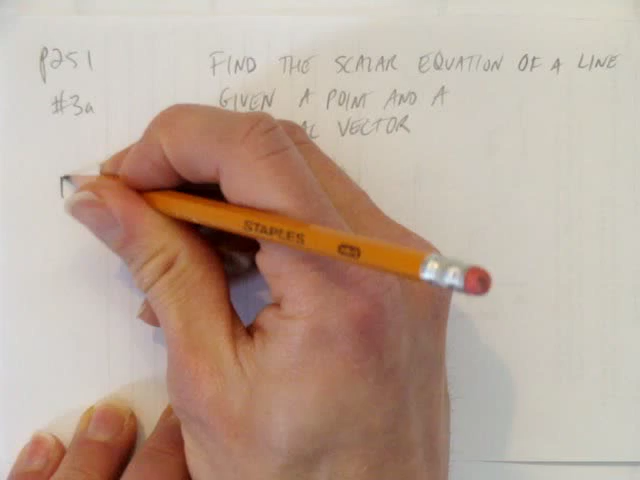 p251 FIND THE SCALAR EQUATION OF A LINE
#3a GIVEN A POINT AND A
VECTOR
STAPLES